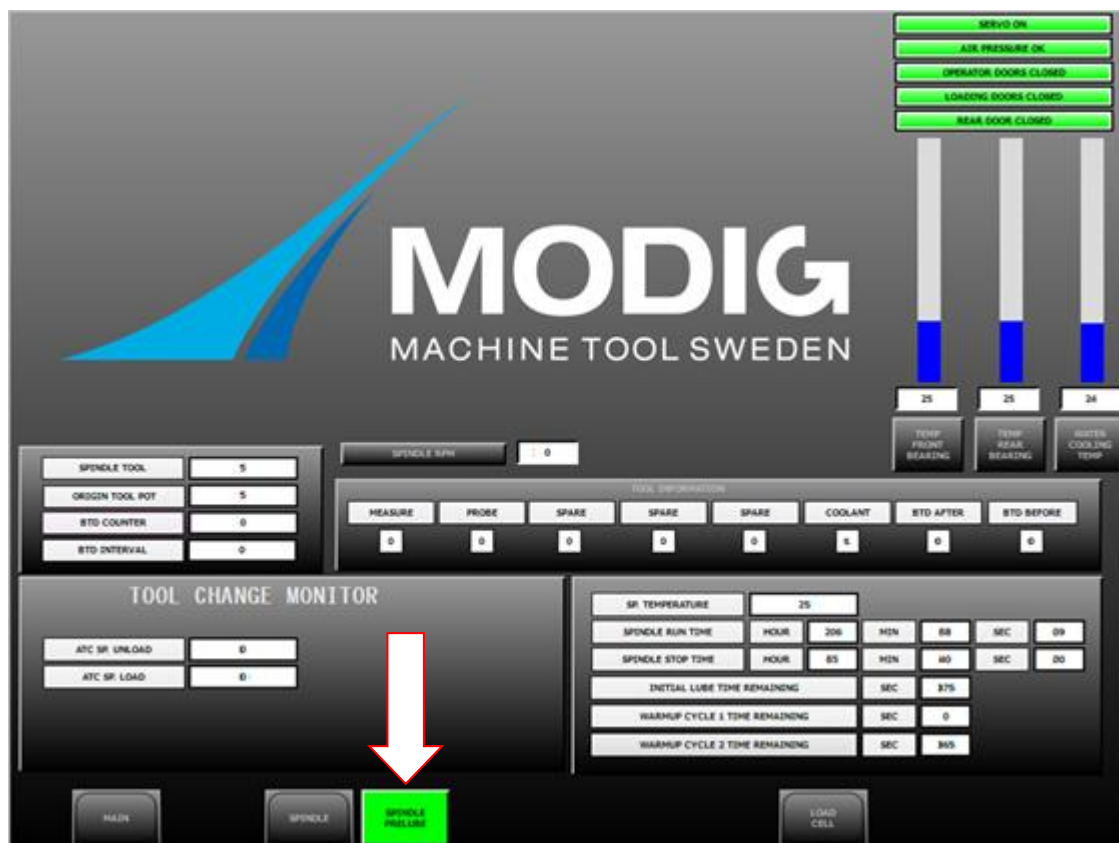 SERVO ON
AIR PRESSURE OK
OPERATOR DOORS CLOSED
LOADING DOORS CLOSED
REAR DOOR CLOSED
MODIG
MACHINE TOOL SWEDEN
25 25 24
TEMP FRONT BEARING
TEMP REAR BEARING
WATER COOLING TEMP
SPINDLE RPM 0
SPINDLE TOOL 5
ORIGIN TOOL POT 5
BTD COUNTER 0
BTD INTERVAL 0
TOOL INFORMATION
MEASURE PROBE SPARE SPARE SPARE COOLANT BTD AFTER BTD BEFORE
0 0 0 0 0 0 0
TOOL CHANGE MONITOR
ATC SP. UNLOAD 0
ATC SP. LOAD 0
SP. TEMPERATURE 25
SPINDLE RUN TIME HOUR 206 MIN SEC 09
SPINDLE STOP TIME HOUR MIN SEC
INITIAL LUBE TIME REMAINING SEC 375
WARMUP CYCLE 1 TIME REMAINING SEC 0
WARMUP CYCLE 2 TIME REMAINING SEC
MAIN
SPINDLE
SPINDLE PRELUBE
LOAD CELL